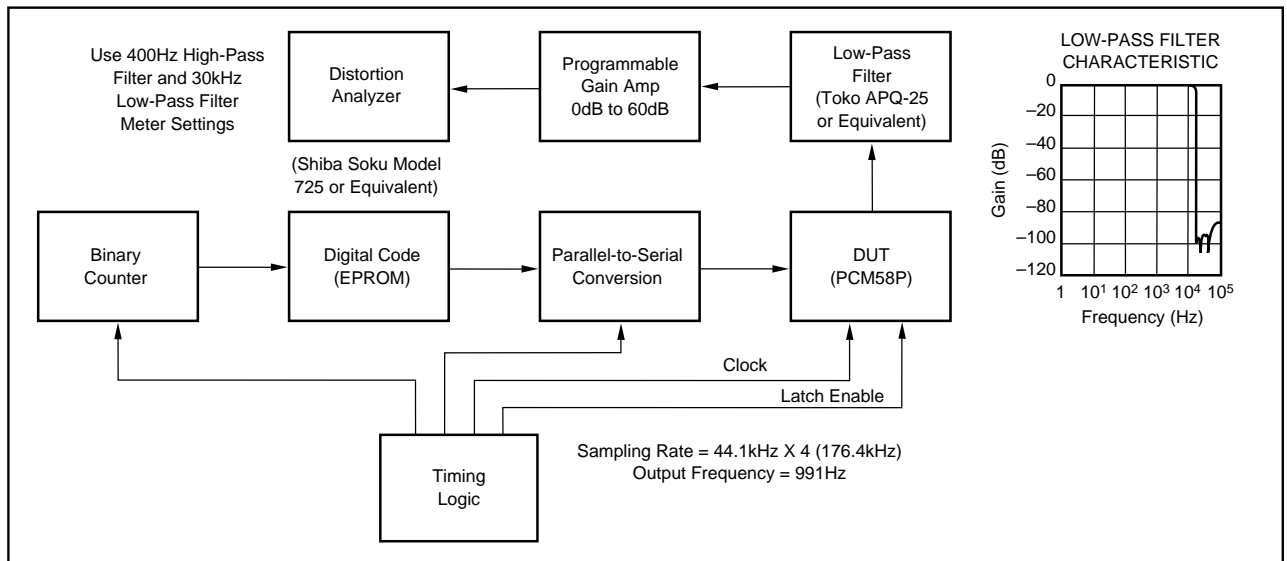 Use 400Hz High-Pass
Filter and 30kHz
Low-Pass Filter
Meter Settings
Distortion
Analyzer
(Shiba Soku Model
725 or Equivalent)
Programmable
Gain Amp
0dB to 60dB
Low-Pass
Filter
(Toko APQ-25
or Equivalent)
LOW-PASS FILTER
CHARACTERISTIC
Gain (dB)
0
–20
–40
–60
–80
–100
–120
1 10¹ 10² 10³ 10⁴ 10⁵
Frequency (Hz)
Binary
Counter
Digital Code
(EPROM)
Parallel-to-Serial
Conversion
DUT
(PCM58P)
Clock
Latch Enable
Timing
Logic
Sampling Rate = 44.1kHz X 4 (176.4kHz)
Output Frequency = 991Hz